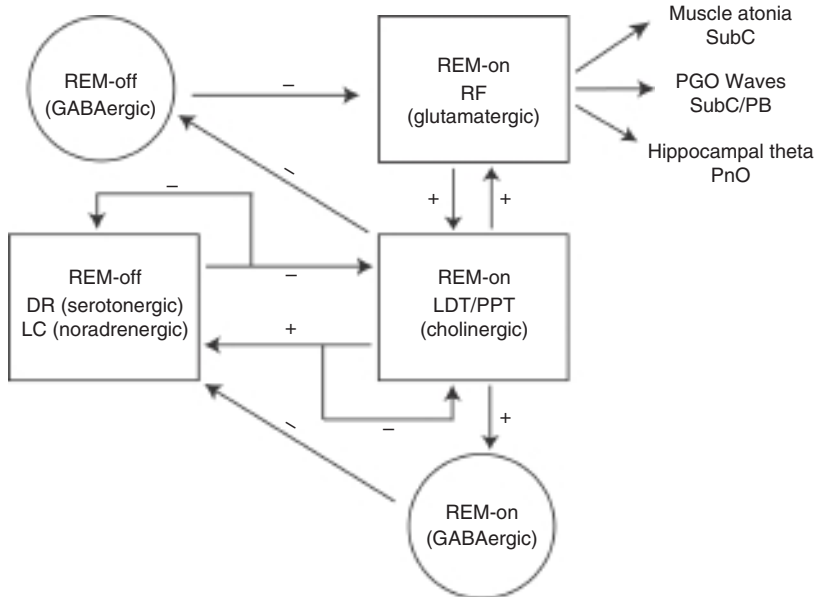 Muscle atonia
SubC
REM-off
(GABAergic)
–
REM-on
RF
(glutamatergic)
PGO Waves
SubC/PB
Hippocampal theta
PnO
–
–
+
+
REM-off
DR (serotonergic)
LC (noradrenergic)
–
REM-on
LDT/PPT
(cholinergic)
+
–
+
–
REM-on
(GABAergic)